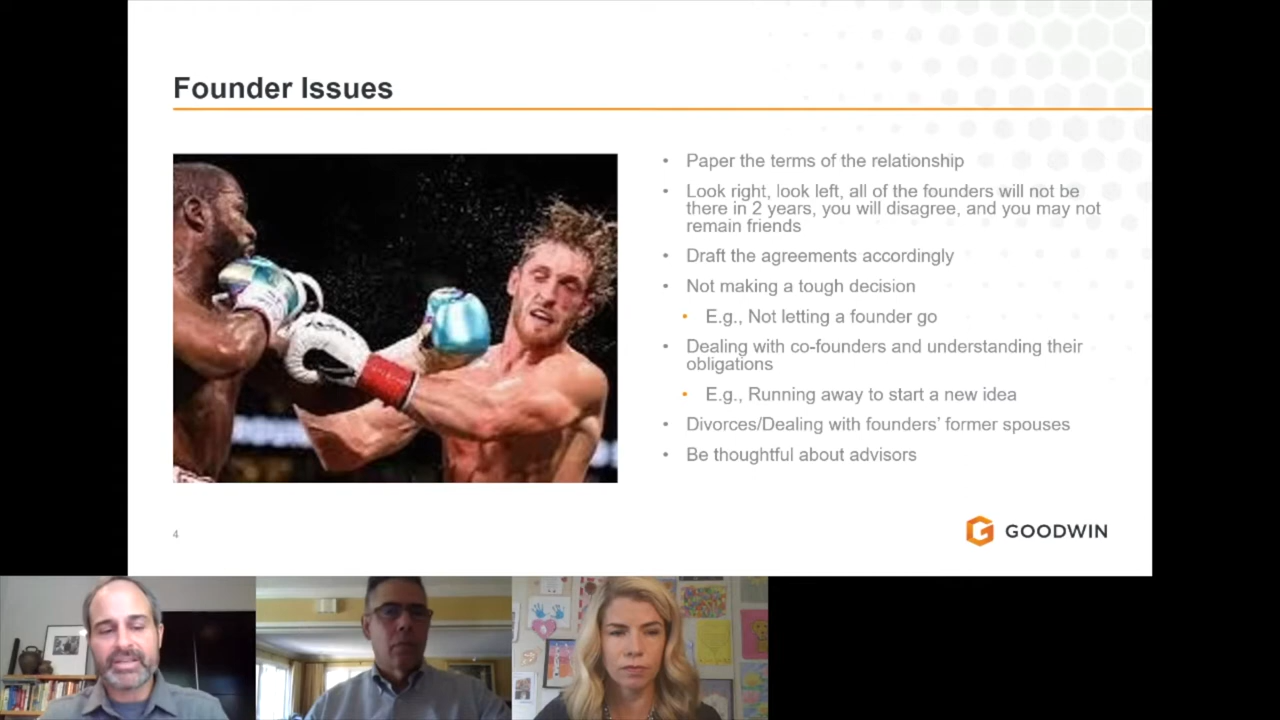 Founder Issues
• Paper the terms of the relationship
• Look right, look left, all of the founders will not be
there in 2 years, you will disagree, and you may not
remain friends
• Draft the agreements accordingly
• Not making a tough decision
• E.g., Not letting a founder go
• Dealing with co-founders and understanding their
obligations
• E.g., Running away to start a new idea
• Divorces/Dealing with founders' former spouses
• Be thoughtful about advisors
4
GOODWIN